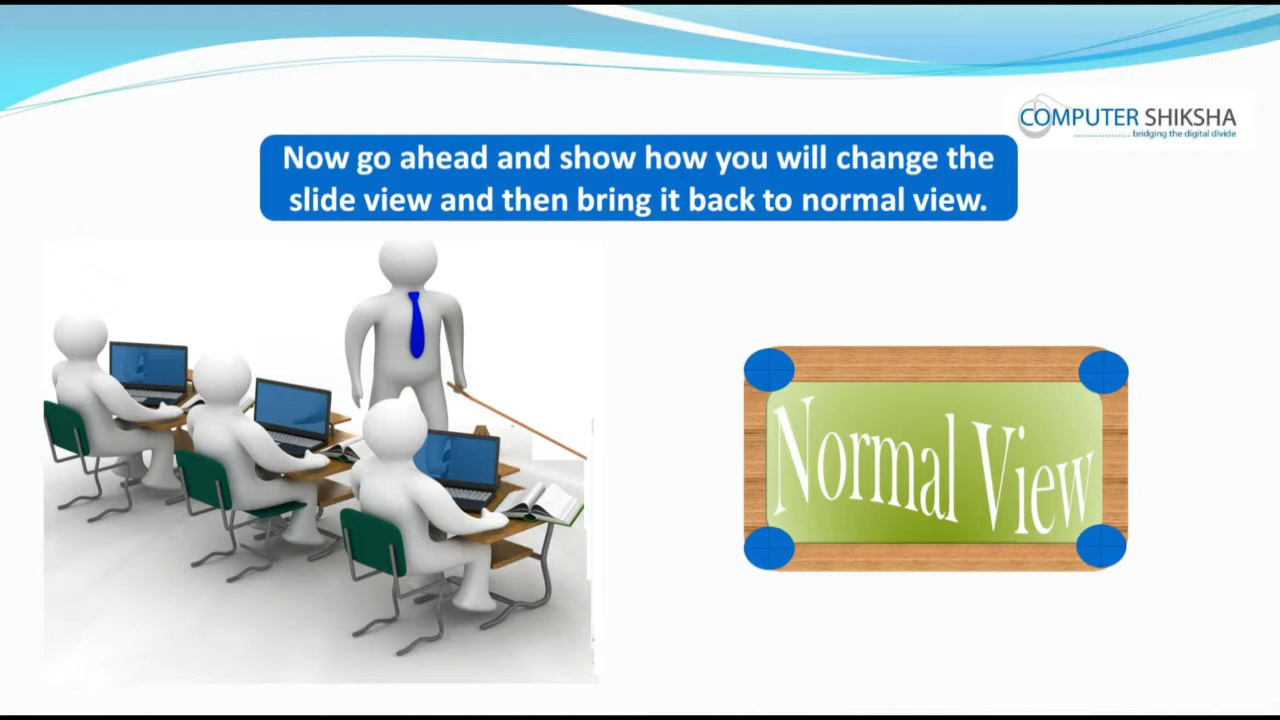 COMPUTER SHIKSHA
bridging the digital divide
Now go ahead and show how you will change the
slide view and then bring it back to normal view.
Normal View